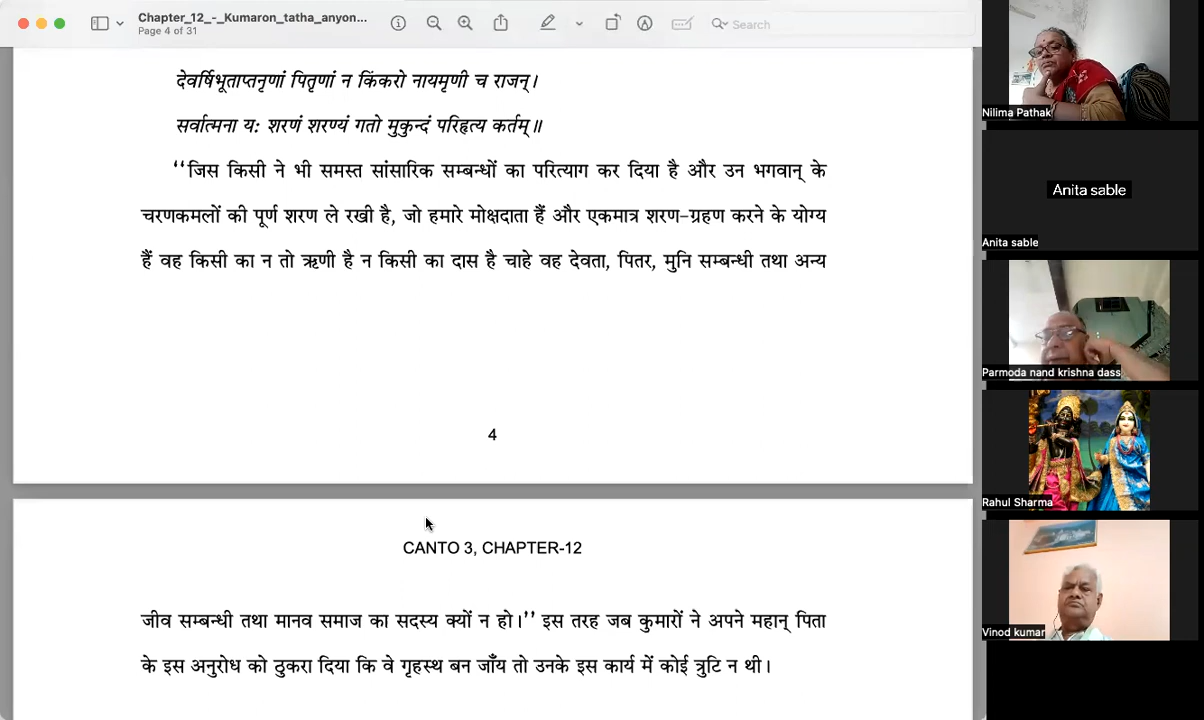 Chapter_12_-_Kumaron_tatha_anyon...
Page 4 of 31
Search
देवर्षिभूताप्तनृणां पितॄणां न किंकरो नायमृणी च राजन्।
सर्वात्मना यः शरणं शरण्यं गतो मुकुन्दं परिहृत्य कर्तम्॥
‘‘जिस किसी ने भी समस्त सांसारिक सम्बन्धों का परित्याग कर दिया है और उन भगवान् के
चरणकमलों की पूर्ण शरण ले रखी है, जो हमारे मोक्षदाता हैं और एकमात्र शरण-ग्रहण करने के योग्य
हैं वह किसी का न तो ऋणी है न किसी का दास है चाहे वह देवता, पितर, मुनि सम्बन्धी तथा अन्य
4
CANTO 3, CHAPTER-12
जीव सम्बन्धी तथा मानव समाज का सदस्य क्यों न हो।’’ इस तरह जब कुमारों ने अपने महान् पिता
के इस अनुरोध को ठुकरा दिया कि वे गृहस्थ बन जाँय तो उनके इस कार्य में कोई त्रुटि न थी।
Nilima Pathak
Anita sable
Anita sable
Parmoda nand krishna dass
Rahul Sharma
Vinod kumar